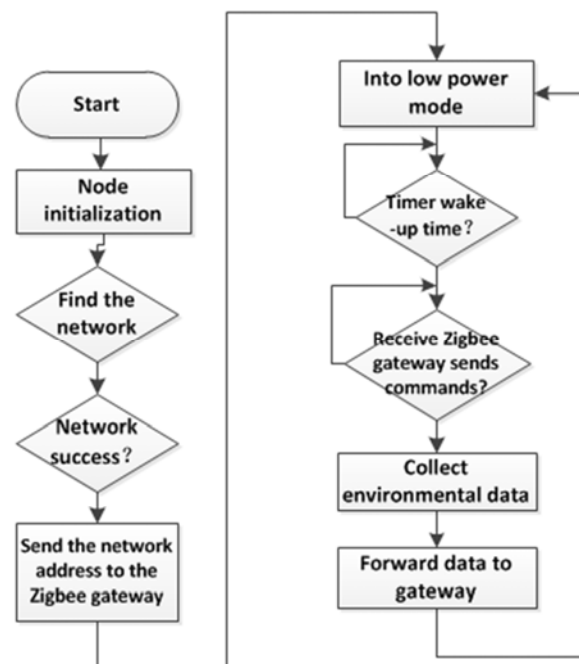 Start
Node
initialization
Find the
network
Network
success？
Send the network
address to the
Zigbee gateway
Into low power
mode
Timer wake
-up time？
Receive Zigbee
gateway sends
commands?
Collect
environmental data
Forward data to
gateway